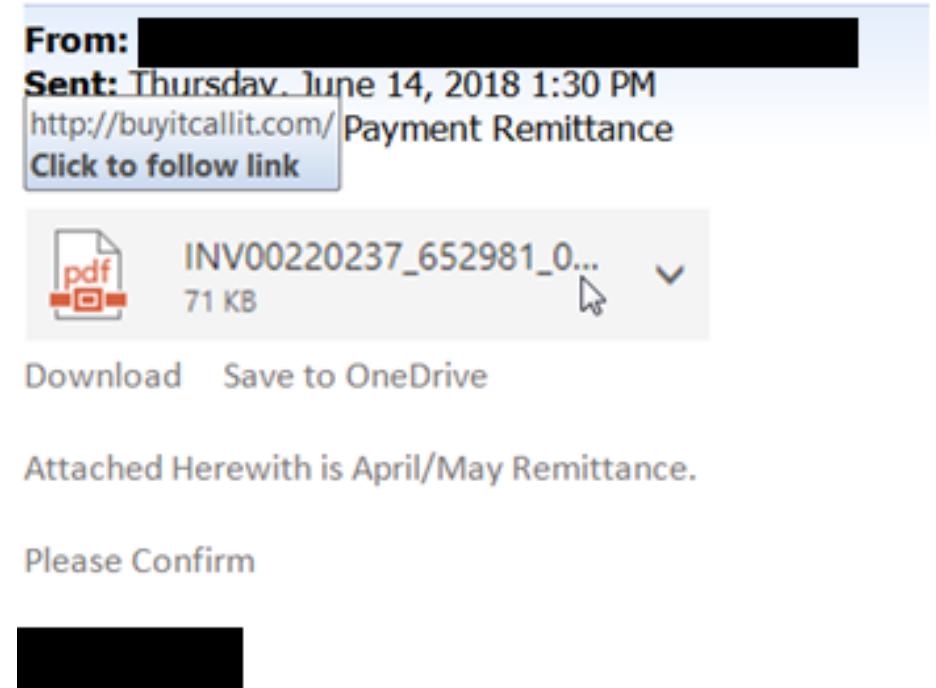 From:
Sent: Thursday, June 14, 2018 1:30 PM
http://buyitcallit.com/ Payment Remittance
Click to follow link
pdf
INV00220237_652981_0...
71 KB
Download Save to OneDrive
Attached Herewith is April/May Remittance.
Please Confirm